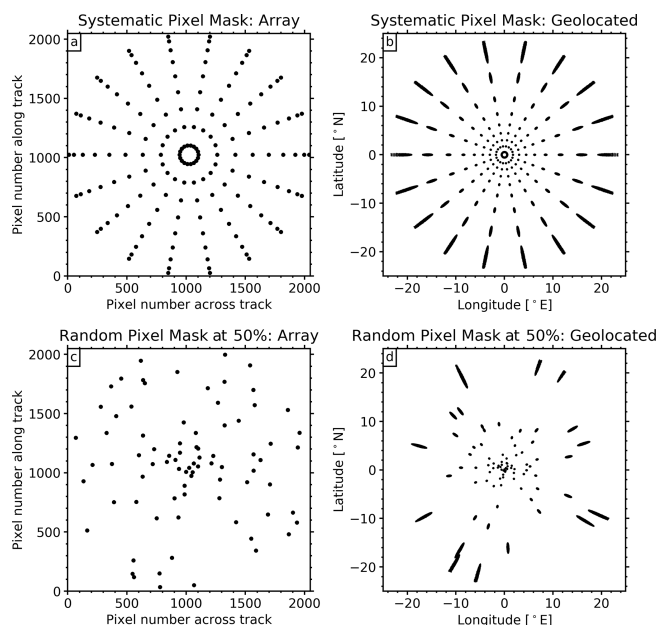 Systematic Pixel Mask: Array
a
Pixel number along track
2000
1500
1000
500
0
0 500 1000 1500 2000
Pixel number across track
Systematic Pixel Mask: Geolocated
b
Latitude [°N]
20
10
0
−10
−20
−20 −10 0 10 20
Longitude [°E]
Random Pixel Mask at 50%: Array
c
Pixel number along track
2000
1500
1000
500
0
0 500 1000 1500 2000
Pixel number across track
Random Pixel Mask at 50%: Geolocated
d
Latitude [°N]
20
10
0
−10
−20
−20 −10 0 10 20
Longitude [°E]